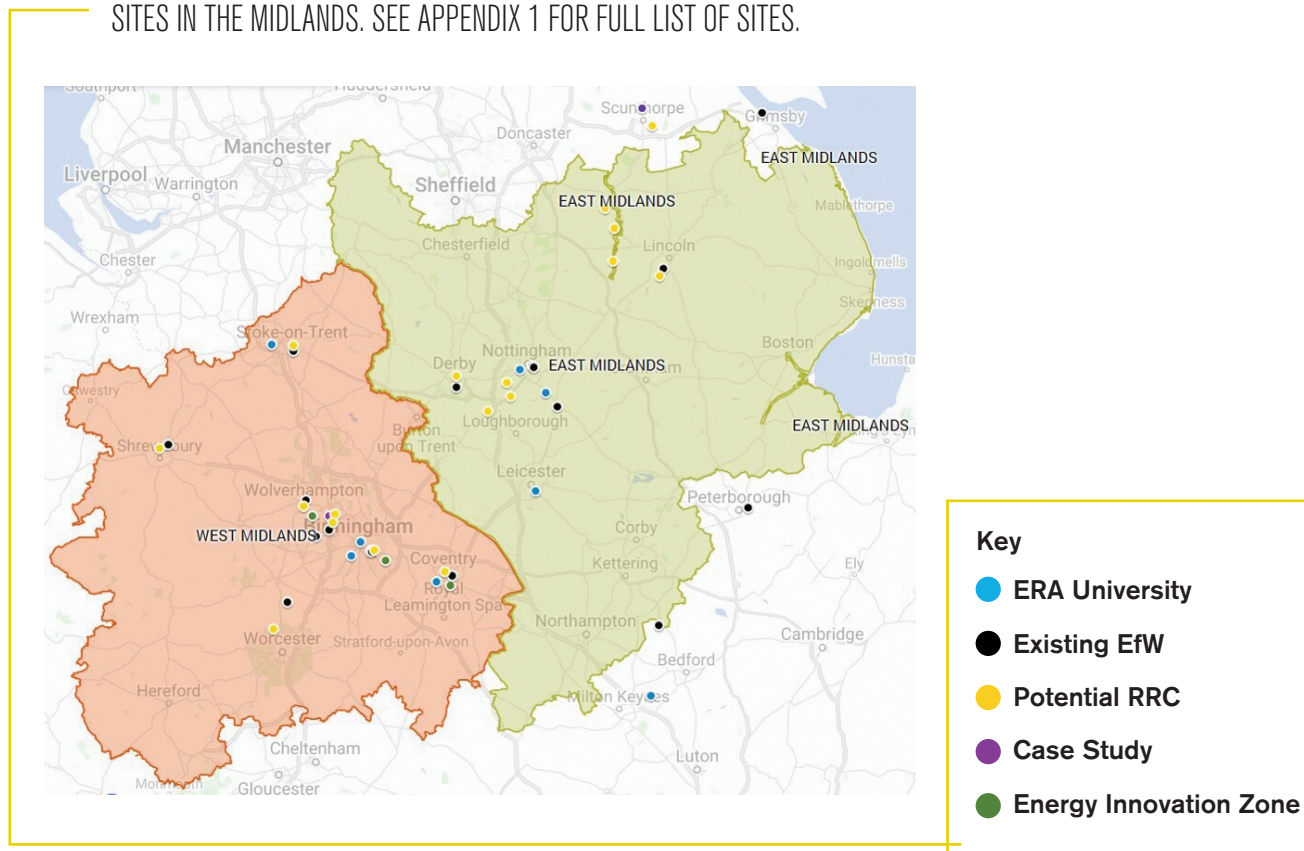 SITES IN THE MIDLANDS. SEE APPENDIX 1 FOR FULL LIST OF SITES.
Southport
Huddersfield
Scunthorpe
Grimsby
Doncaster
Manchester
EAST MIDLANDS
Liverpool
Warrington
Sheffield
EAST MIDLANDS
Mablethorpe
Chesterfield
Lincoln
Chester
Ingoldmells
Skegness
Wrexham
Stoke-on-Trent
Boston
Nottingham
Derby
EAST MIDLANDS
Hunsta
Oswestry
Loughborough
EAST MIDLANDS
Burton
upon Trent
Shrewsbury
Leicester
Wolverhampton
Peterborough
Birmingham
Corby
WEST MIDLANDS
Coventry
Kettering
Ely
Royal
Leamington Spa
Northampton
Worcester
Stratford-upon-Avon
Cambridge
Bedford
Hereford
Milton Keynes
Cheltenham
Luton
Monmouth
Gloucester
Key
ERA University
Existing EfW
Potential RRC
Case Study
Energy Innovation Zone